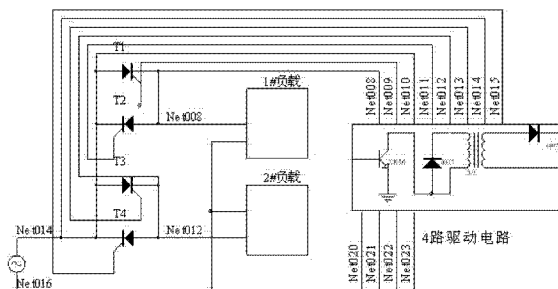 T1
T2
T3
T4
1#负载
2#负载
Net008
Net012
Net014
Net016
Net008
Net009
Net010
Net011
Net012
Net013
Net014
Net015
4路驱动电路
Net020
Net021
Net022
Net023